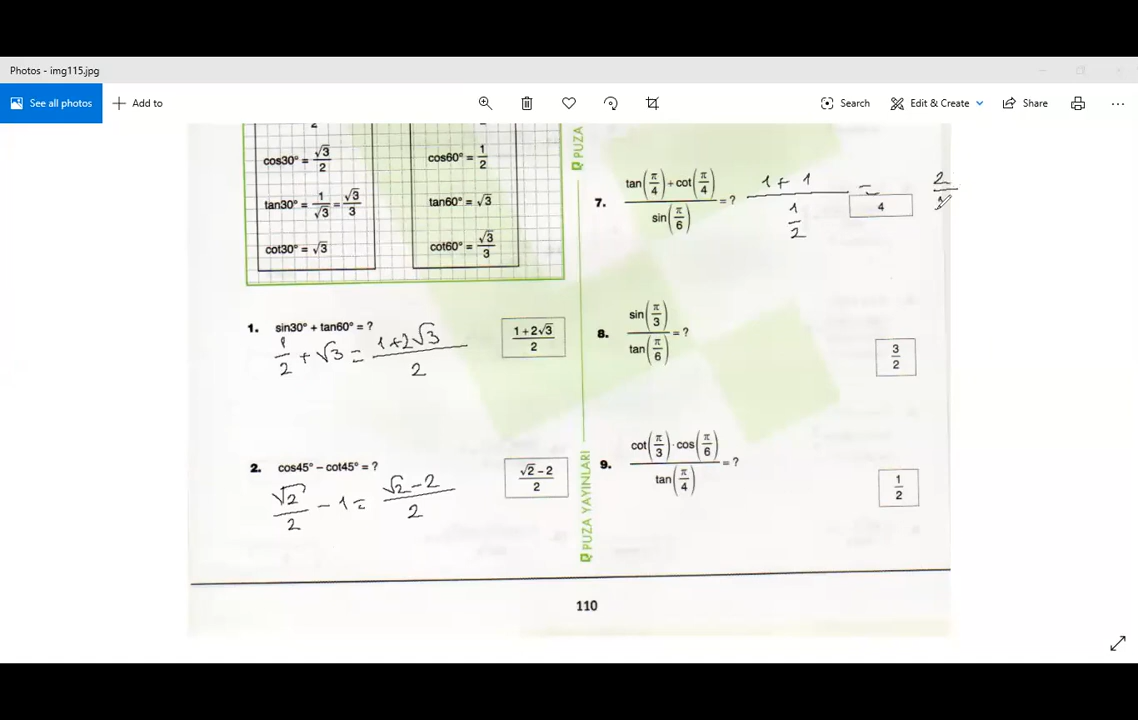 Photos - img115.jpg
See all photos
Add to
Search
Edit & Create
Share
2
cos30° = √3/2
cos60° = 1/2
tan30° = 1/√3 = √3/3
tan60° = √3
cot30° = √3
cot60° = √3/3
1. sin30° + tan60° = ?
1/2 + √3 = (1+2√3)/2
(1+2√3)/2
2. cos45° – cot45° = ?
√2/2 – 1 = (√2–2)/2
(√2–2)/2
PUZA
PUZA YAYINLARI
7. (tan(π/4)+cot(π/4))/sin(π/6) = ?
(1+1)/(1/2) =
2
4
8. sin(π/3)/tan(π/6) = ?
3/2
9. (cot(π/3)·cos(π/6))/tan(π/4) = ?
1/2
110